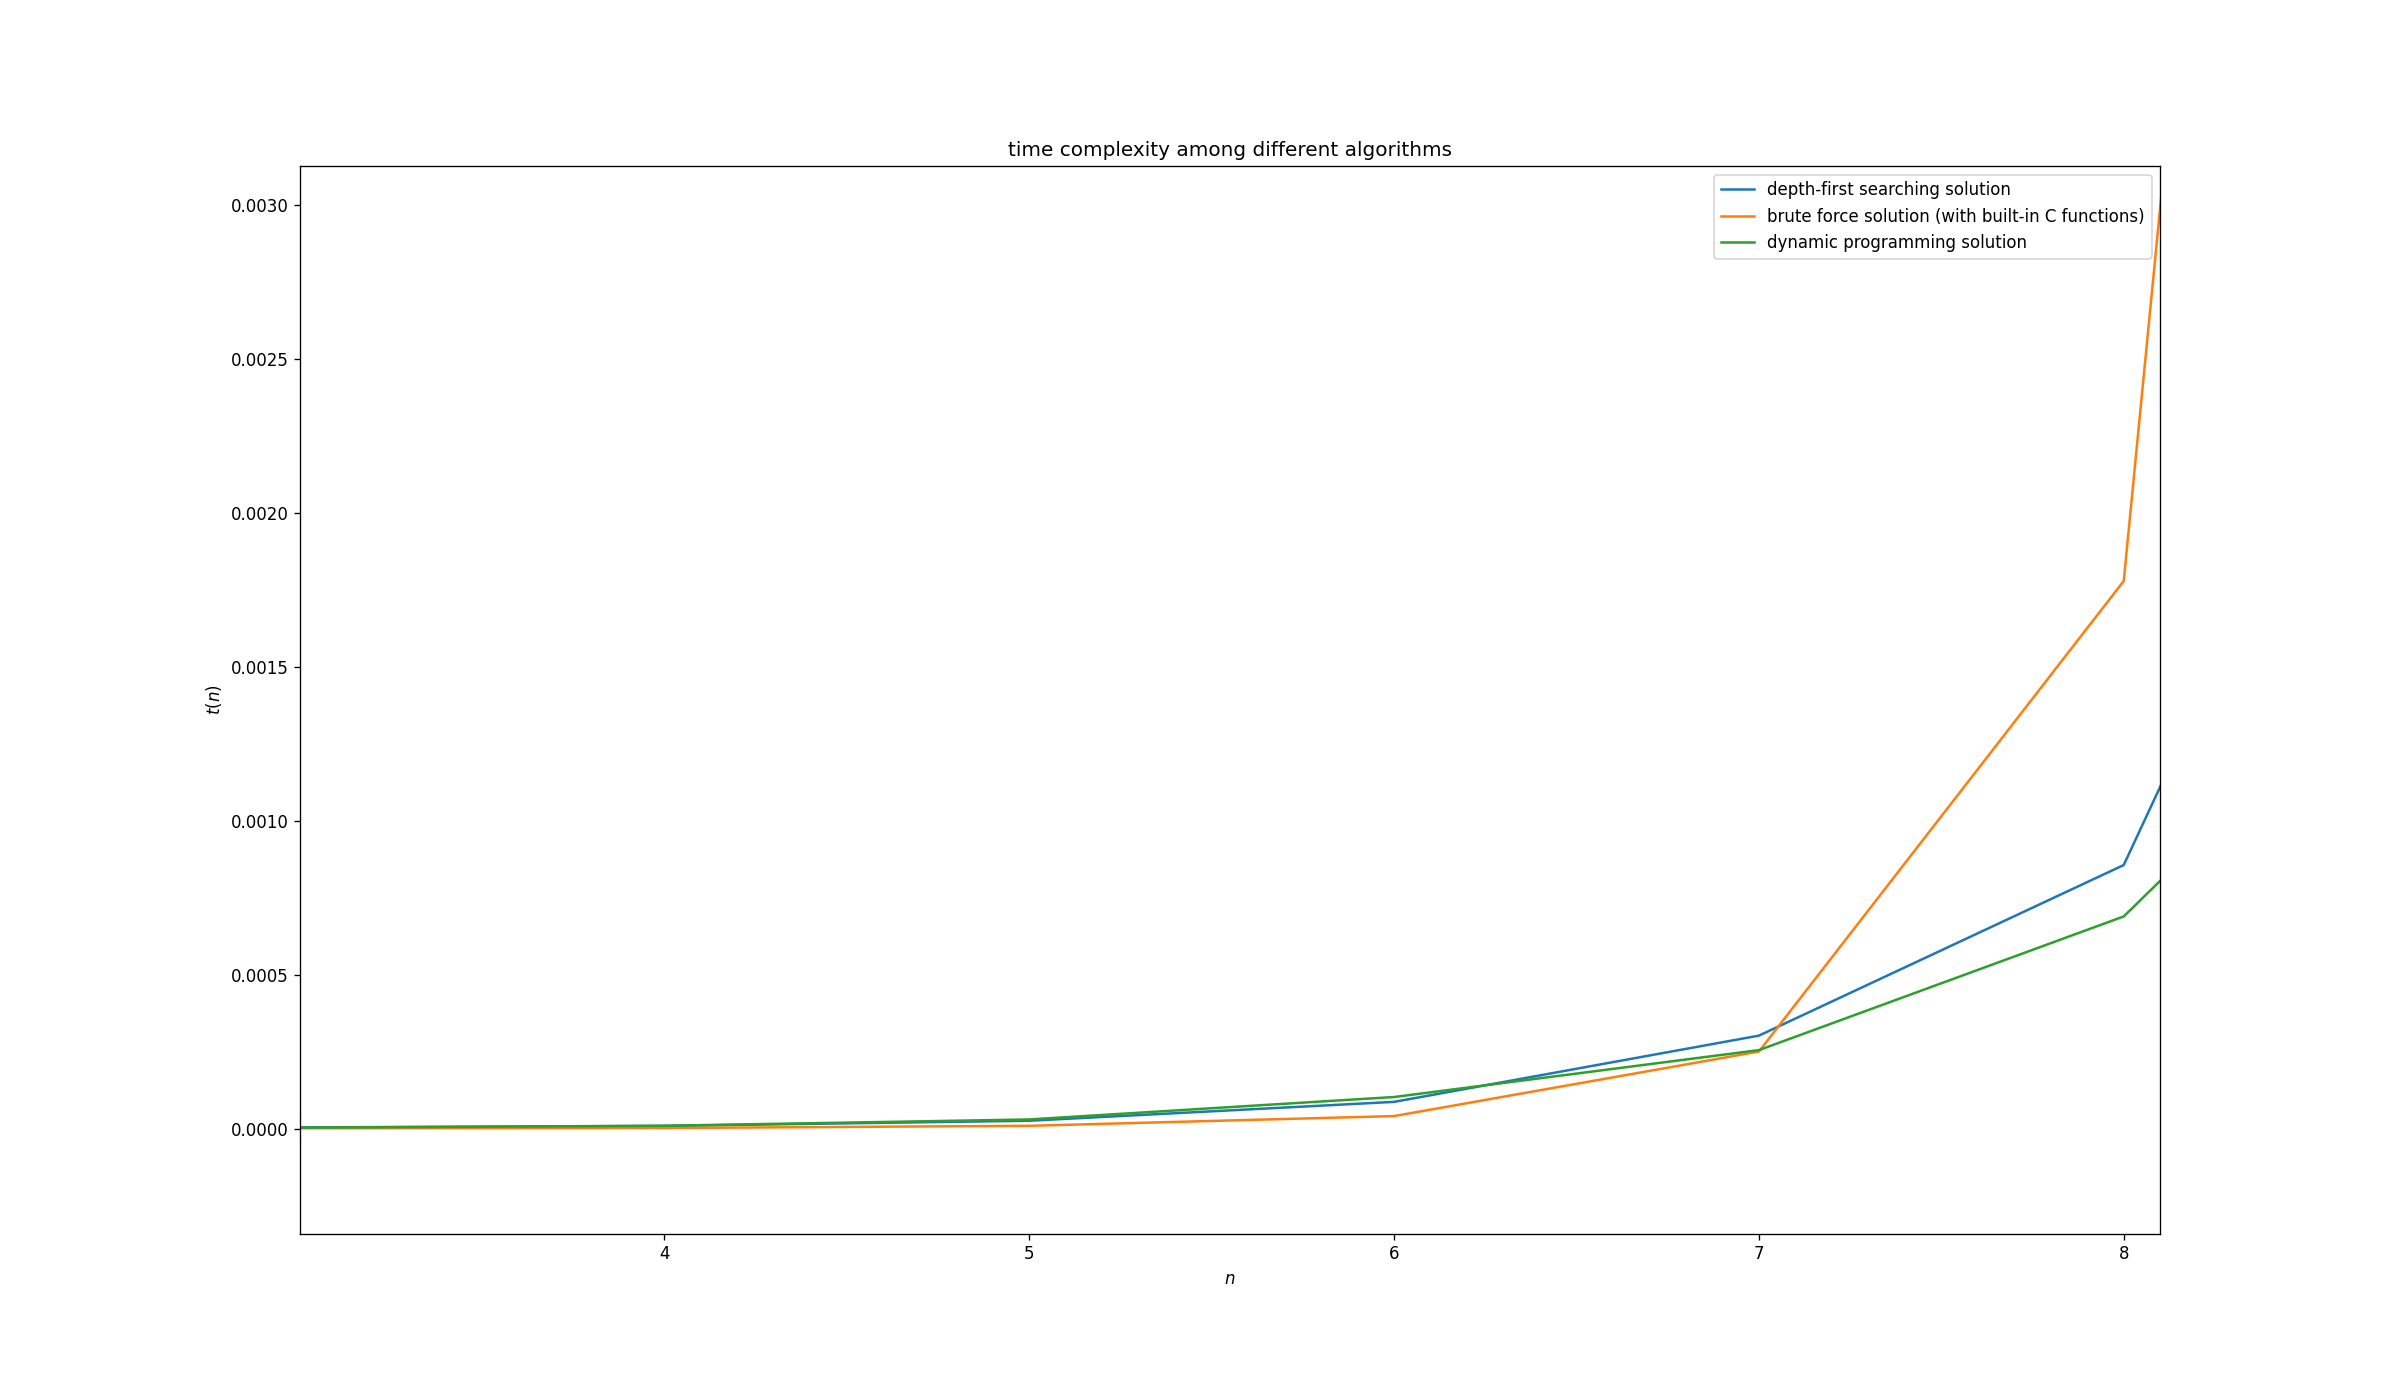 time complexity among different algorithms
depth-first searching solution
brute force solution (with built-in C functions)
dynamic programming solution
0.0030
0.0025
0.0020
0.0015
0.0010
0.0005
0.0000
t(n)
4 5 6 7 8
n